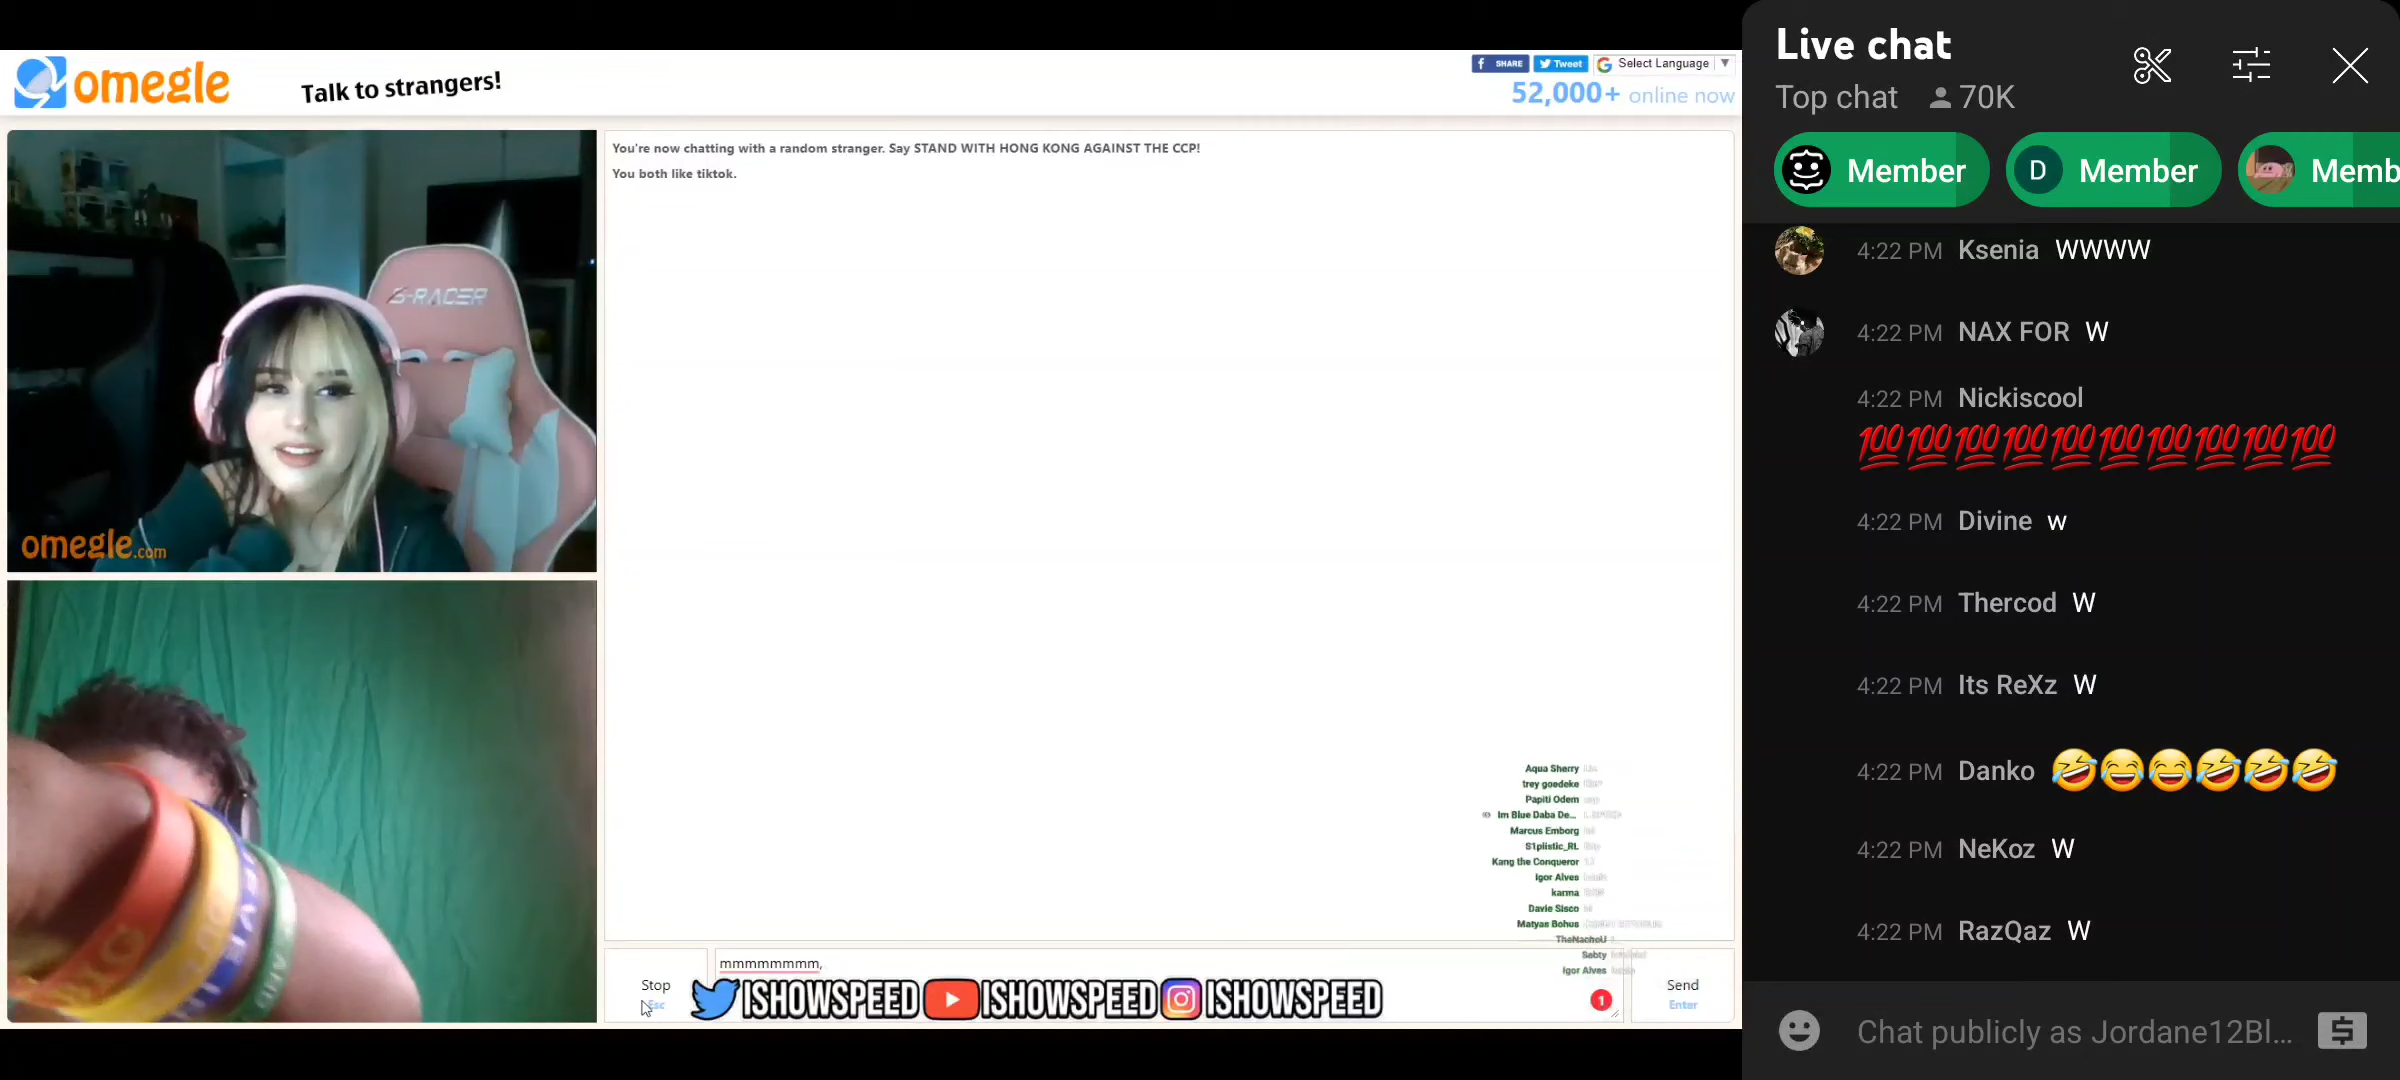 omegle
Talk to strangers!
SHARE
Tweet
Select Language
52,000+ online now
You're now chatting with a random stranger. Say STAND WITH HONG KONG AGAINST THE CCP!
You both like tiktok.
S-RACER
omegle.com
Aqua Sherry
trey goedeke
Papiti Odem
Im Blue Daba De...
Marcus Emborg
S1plistic_RL
Kang the Conqueror
Igor Alves
karma
Davie Sisco
Matyas Bohus
TheNachoU
Sabty
Igor Alves
Stop
Esc
mmmmmmmm,
ISHOWSPEED ISHOWSPEED ISHOWSPEED
1
Send
Enter
Live chat
Top chat 70K
Member
D Member
Memb
4:22 PM Ksenia WWWW
4:22 PM NAX FOR W
4:22 PM Nickiscool
💯💯💯💯💯💯💯💯💯💯
4:22 PM Divine w
4:22 PM Thercod W
4:22 PM Its ReXz W
4:22 PM Danko 🤣😂😂🤣🤣🤣
4:22 PM NeKoz W
4:22 PM RazQaz W
Chat publicly as Jordane12Bl...